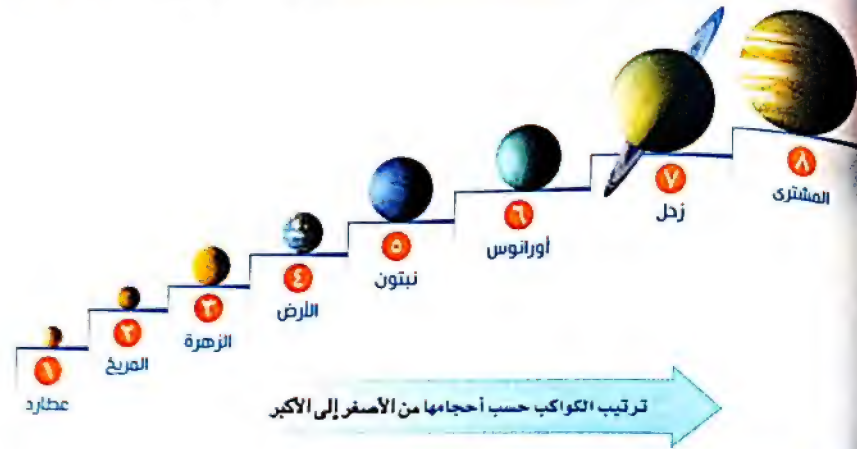 ٨
المشترى
٧
زحل
٦
أورانوس
٥
نبتون
٤
الأرض
٣
الزهرة
٢
المريخ
١
عطارد
ترتيب الكواكب حسب أحجامها من الأصغر إلى الأكبر